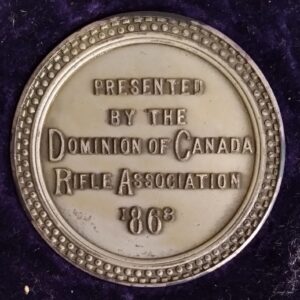 PRESENTED
BY THE
DOMINION OF CANADA
RIFLE ASSOCIATION
1868